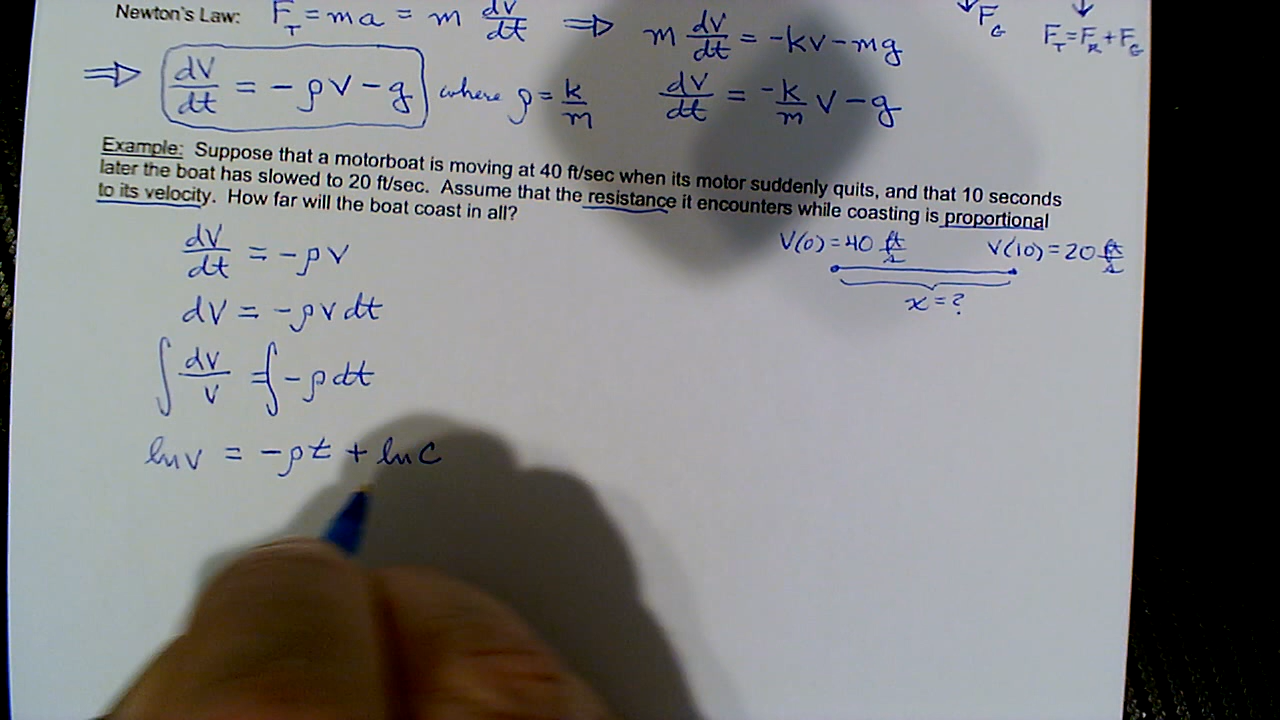 Newton's Law: F_T = ma = m dv/dt ⇒ m dv/dt = -kv - mg
F_G
F_T = F_R + F_G
⇒ dv/dt = -ρv - g where ρ = k/m dv/dt = -k/m v - g
Example: Suppose that a motorboat is moving at 40 ft/sec when its motor suddenly quits, and that 10 seconds
later the boat has slowed to 20 ft/sec. Assume that the resistance it encounters while coasting is proportional
to its velocity. How far will the boat coast in all?
v(0) = 40 ft/s v(10) = 20 ft/s
x = ?
dv/dt = -ρv
dv = -ρv dt
∫ dv/v = ∫ -ρ dt
ln v = -ρt + ln C